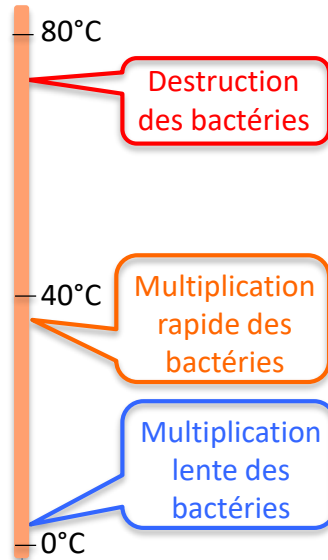 80°C
Destruction
des bactéries
40°C
Multiplication
rapide des
bactéries
Multiplication
lente des
bactéries
0°C